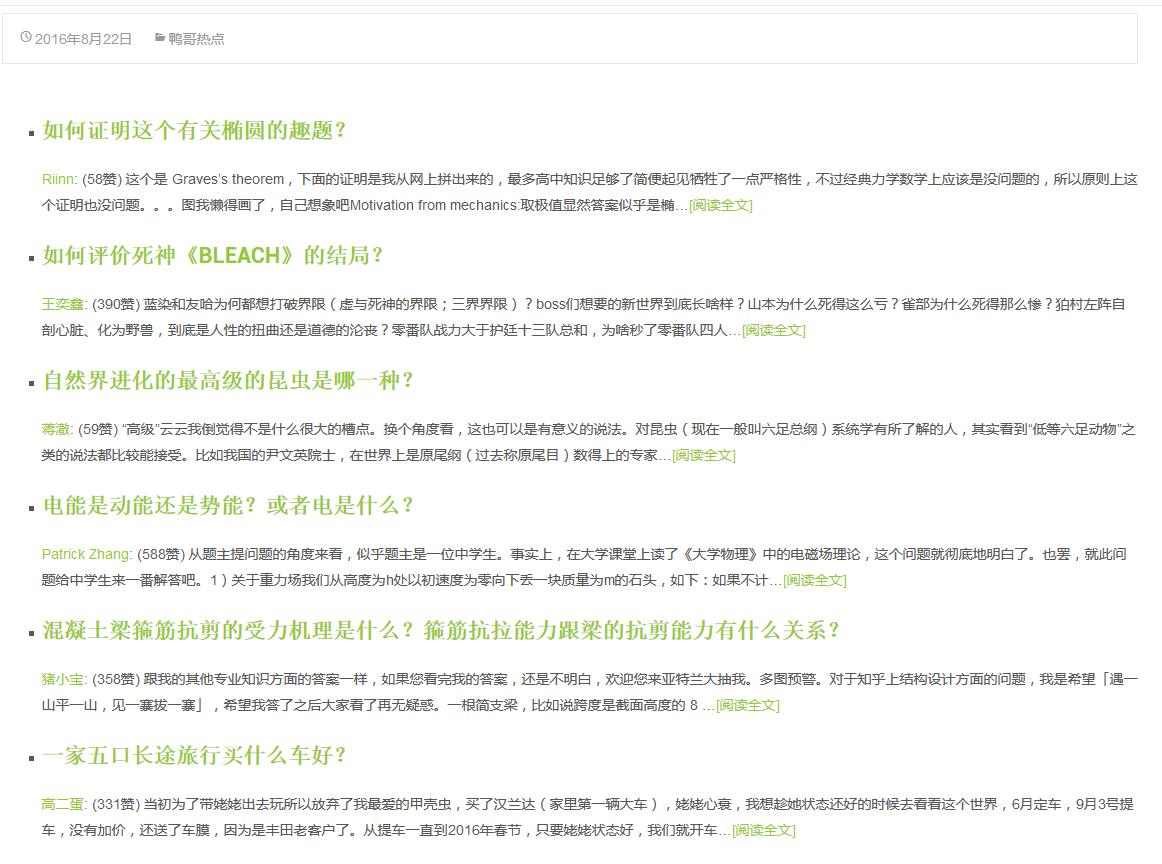 2016年8月22日 鸭哥热点
如何证明这个有关椭圆的趣题？
Riinn: (58赞) 这个是 Graves’s theorem，下面的证明是我从网上拼出来的，最多高中知识足够了简便起见牺牲了一点严格性，不过经典力学数学上应该是没问题的，所以原则上这
个证明也没问题。。。图我懒得画了，自己想象吧Motivation from mechanics:取极值显然答案似乎是椭…[阅读全文]
如何评价死神《BLEACH》的结局？
王奕鑫: (390赞) 蓝染和友哈为何都想打破界限（虚与死神的界限；三界界限）？boss们想要的新世界到底长啥样？山本为什么死得这么亏？雀部为什么死得那么惨？狛村左阵自
剖心脏、化为野兽，到底是人性的扭曲还是道德的沦丧？零番队战力大于护廷十三队总和，为啥秒了零番队四人…[阅读全文]
自然界进化的最高级的昆虫是哪一种？
蒋澈: (59赞) “高级”云云我倒觉得不是什么很大的槽点。换个角度看，这也可以是有意义的说法。对昆虫（现在一般叫六足总纲）系统学有所了解的人，其实看到“低等六足动物”之
类的说法都比较能接受。比如我国的尹文英院士，在世界上是原尾纲（过去称原尾目）数得上的专家…[阅读全文]
电能是动能还是势能？或者电是什么？
Patrick Zhang: (588赞) 从题主提问题的角度来看，似乎题主是一位中学生。事实上，在大学课堂上读了《大学物理》中的电磁场理论，这个问题就彻底地明白了。也罢，就此问
题给中学生来一番解答吧。1）关于重力场我们从高度为h处以初速度为零向下丢一块质量为m的石头，如下：如果不计…[阅读全文]
混凝土梁箍筋抗剪的受力机理是什么？箍筋抗拉能力跟梁的抗剪能力有什么关系？
猪小宝: (358赞) 跟我的其他专业知识方面的答案一样，如果您看完我的答案，还是不明白，欢迎您来亚特兰大抽我。多图预警。对于知乎上结构设计方面的问题，我是希望「遇一
山平一山，见一寨拔一寨」，希望我答了之后大家看了再无疑惑。一根简支梁，比如说跨度是截面高度的 8 …[阅读全文]
一家五口长途旅行买什么车好？
高二蛋: (331赞) 当初为了带姥姥出去玩所以放弃了我最爱的甲壳虫，买了汉兰达（家里第一辆大车），姥姥心衰，我想趁她状态还好的时候去看看这个世界，6月定车，9月3号提
车，没有加价，还送了车膜，因为是丰田老客户了。从提车一直到2016年春节，只要姥姥状态好，我们就开车…[阅读全文]